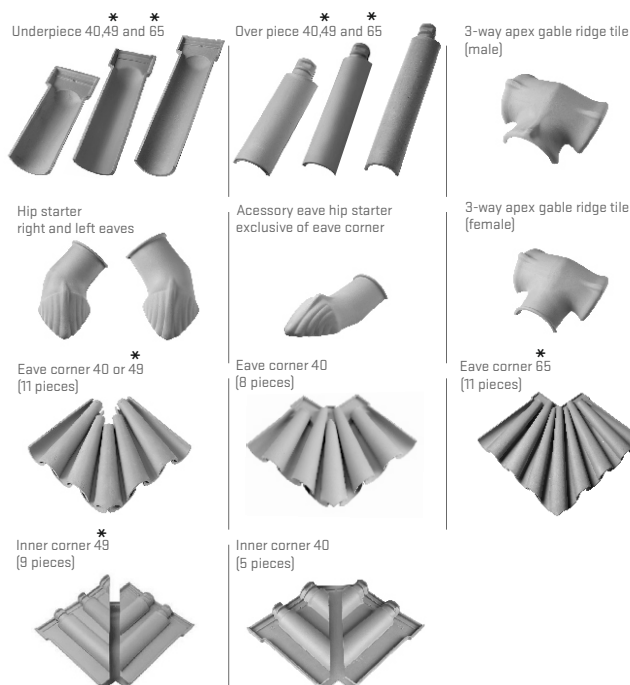 Underpiece 40,49* and 65*
Over piece 40,49* and 65*
3-way apex gable ridge tile
(male)
Hip starter
right and left eaves
Acessory eave hip starter
exclusive of eave corner
3-way apex gable ridge tile
(female)
Eave corner 40 or 49*
(11 pieces)
Eave corner 40
(8 pieces)
Eave corner 65*
(11 pieces)
Inner corner 49*
(9 pieces)
Inner corner 40
(5 pieces)